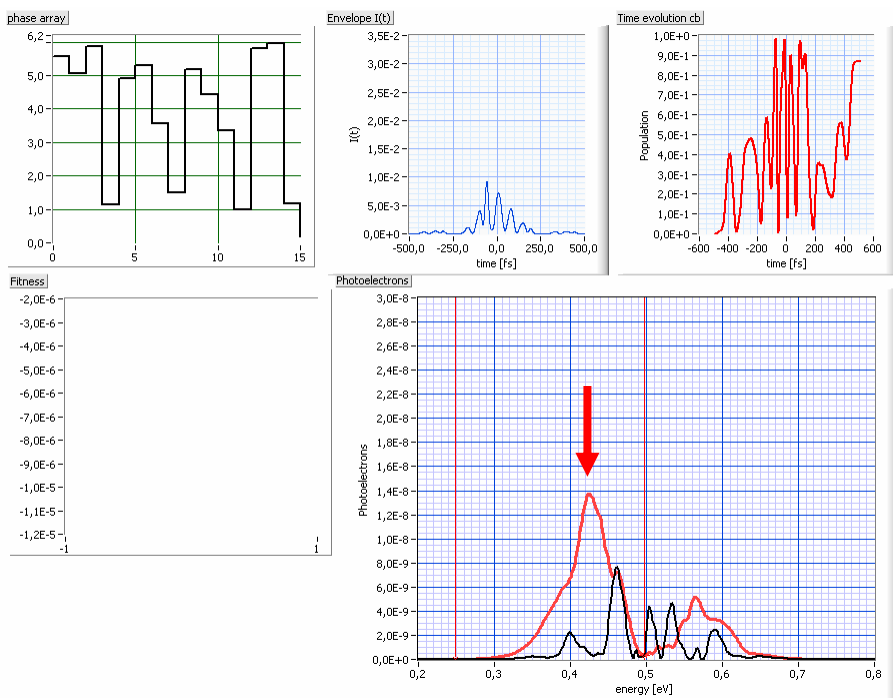 phase array
6,2
5,0
4,0
3,0
2,0
1,0
0,0
0 5 10 15
Envelope I(t)
3,5E-2
3,0E-2
2,5E-2
2,0E-2
1,5E-2
1,0E-2
5,0E-3
0,0E+0
I(t)
-500,0 -250,0 0,0 250,0 500,0
time [fs]
Time evolution cb
1,0E+0
9,0E-1
8,0E-1
7,0E-1
6,0E-1
5,0E-1
4,0E-1
3,0E-1
2,0E-1
1,0E-1
0,0E+0
Population
-600 -400 -200 0 200 400 600
time [fs]
Fitness
-2,0E-6
-3,0E-6
-4,0E-6
-5,0E-6
-6,0E-6
-7,0E-6
-8,0E-6
-9,0E-6
-1,0E-5
-1,1E-5
-1,2E-5
-1 1
Photoelectrons
3,0E-8
2,8E-8
2,6E-8
2,4E-8
2,2E-8
2,0E-8
1,8E-8
1,6E-8
1,4E-8
1,2E-8
1,0E-8
8,0E-9
6,0E-9
4,0E-9
2,0E-9
0,0E+0
Photoelectrons
0,2 0,3 0,4 0,5 0,6 0,7 0,8
energy [eV]